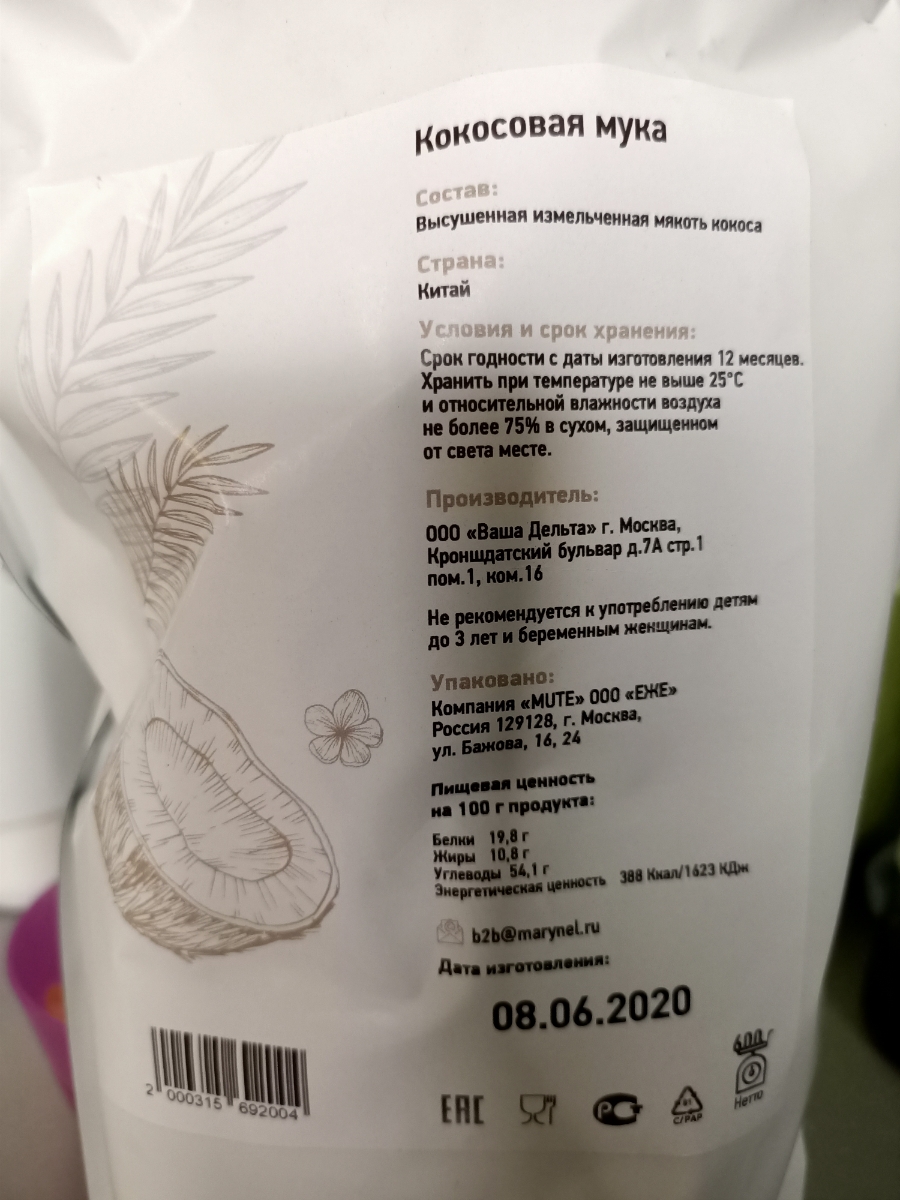 Кокосовая мука
Состав:
Высушенная измельченная мякоть кокоса
Страна:
Китай
Условия и срок хранения:
Срок годности с даты изготовления 12 месяцев.
Хранить при температуре не выше 25°С
и относительной влажности воздуха
не более 75% в сухом, защищенном
от света месте.
Производитель:
ООО «Ваша Дельта» г. Москва,
Кронщдатский бульвар д.7А стр.1
пом.1, ком.16
Не рекомендуется к употреблению детям
до 3 лет и беременным женщинам.
Упаковано:
Компания «MUTE» ООО «ЕЖЕ»
Россия 129128, г. Москва,
ул. Бажова, 16, 24
Пищевая ценность
на 100 г продукта:
Белки 19,8 г
Жиры 10,8 г
Углеводы 54,1 г
Энергетическая ценность 388 Ккал/1623 КДж
b2b@marynel.ru
Дата изготовления:
08.06.2020
2 000315 692004
EAC
РСТ
81
C/PAP
600 г
Нетто